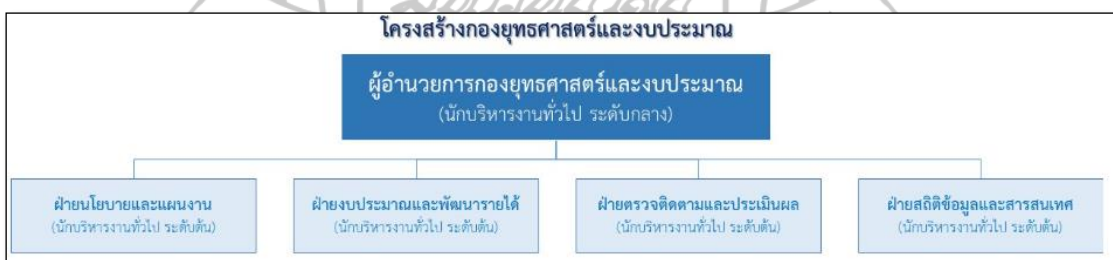 โครงสร้างกองยุทธศาสตร์และงบประมาณ
ผู้อำนวยการกองยุทธศาสตร์และงบประมาณ
(นักบริหารงานทั่วไป ระดับกลาง)
ฝ่ายนโยบายและแผนงาน
(นักบริหารงานทั่วไป ระดับต้น)
ฝ่ายงบประมาณและพัฒนารายได้
(นักบริหารงานทั่วไป ระดับต้น)
ฝ่ายตรวจติดตามและประเมินผล
(นักบริหารงานทั่วไป ระดับต้น)
ฝ่ายสถิติข้อมูลและสารสนเทศ
(นักบริหารงานทั่วไป ระดับต้น)